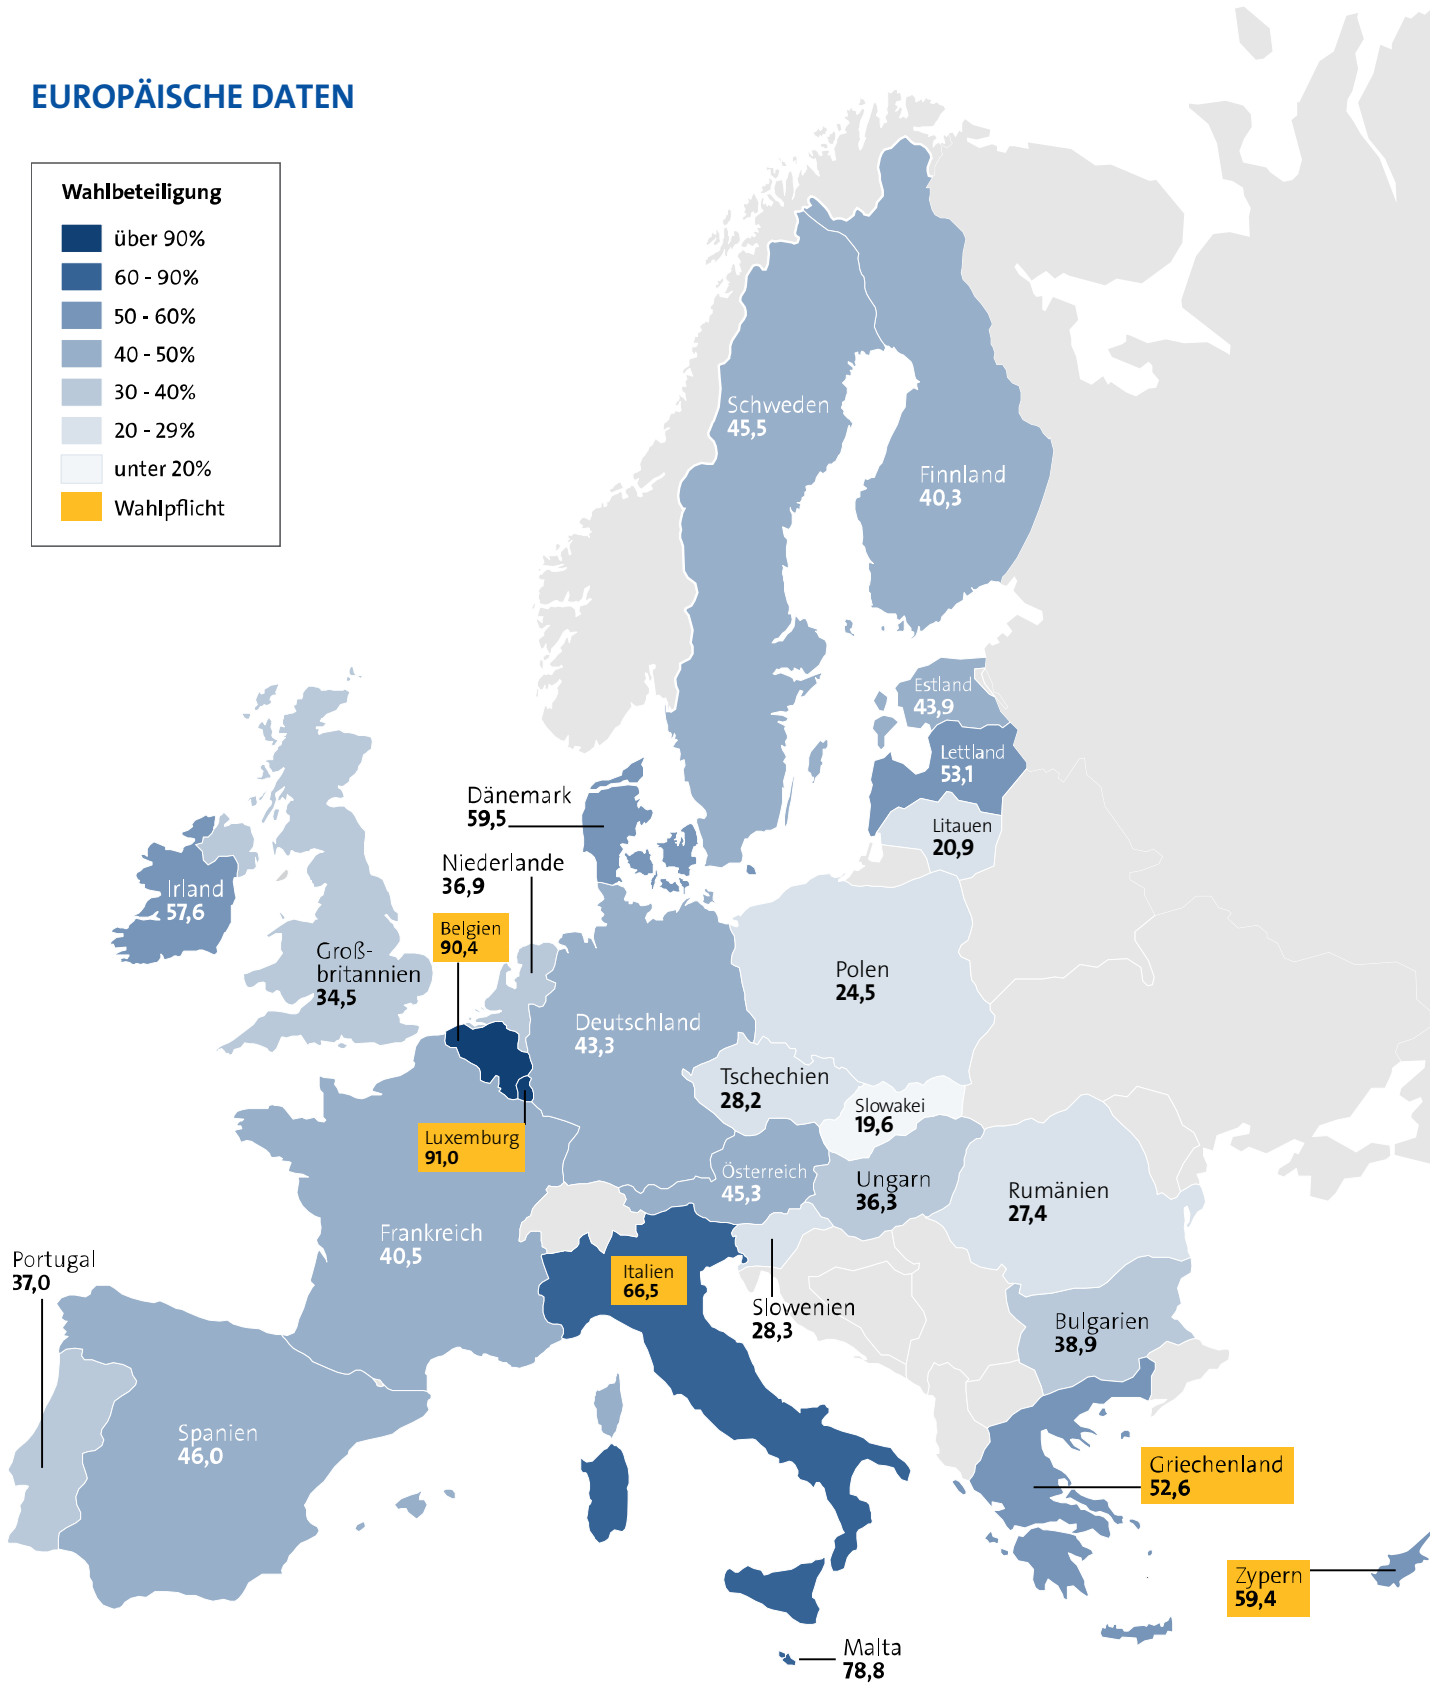 EUROPÄISCHE DATEN
Wahlbeteiligung
über 90%
60 - 90%
50 - 60%
40 - 50%
30 - 40%
20 - 29%
unter 20%
Wahlpflicht
Schweden
45,5
Finnland
40,3
Estland
43,9
Lettland
53,1
Dänemark
59,5
Litauen
20,9
Niederlande
36,9
Irland
57,6
Belgien
90,4
Groß-
britannien
34,5
Polen
24,5
Deutschland
43,3
Tschechien
28,2
Slowakei
19,6
Luxemburg
91,0
Österreich
45,3
Ungarn
36,3
Rumänien
27,4
Frankreich
40,5
Portugal
37,0
Italien
66,5
Slowenien
28,3
Bulgarien
38,9
Spanien
46,0
Griechenland
52,6
Zypern
59,4
Malta
78,8